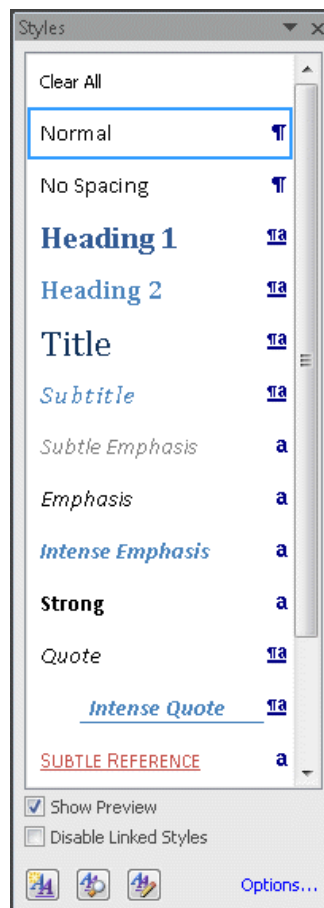 Styles
Clear All
Normal ¶
No Spacing ¶
Heading 1 ¶a
Heading 2 ¶a
Title ¶a
Subtitle ¶a
Subtle Emphasis a
Emphasis a
Intense Emphasis a
Strong a
Quote ¶a
Intense Quote ¶a
SUBTLE REFERENCE a
Show Preview
Disable Linked Styles
Options...